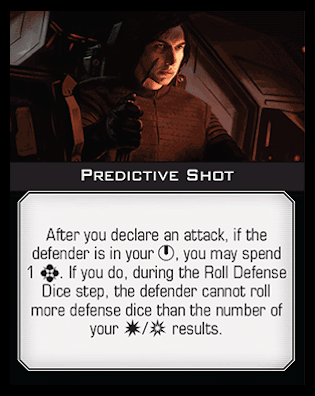 PREDICTIVE SHOT
After you declare an attack, if the
defender is in your , you may spend
1 . If you do, during the Roll Defense
Dice step, the defender cannot roll
more defense dice than the number of
your / results.